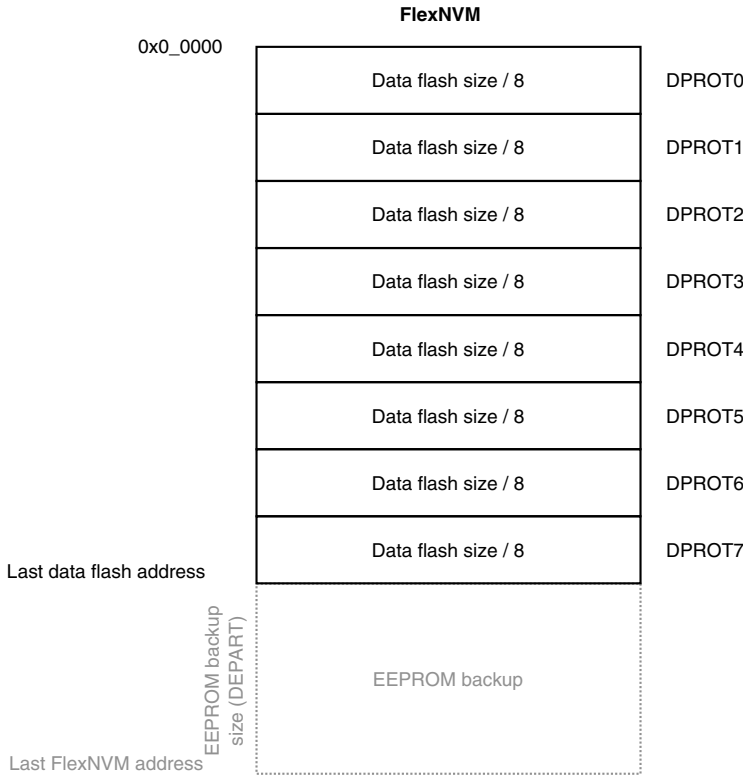 FlexNVM
0x0_0000
Data flash size / 8 DPROT0
Data flash size / 8 DPROT1
Data flash size / 8 DPROT2
Data flash size / 8 DPROT3
Data flash size / 8 DPROT4
Data flash size / 8 DPROT5
Data flash size / 8 DPROT6
Data flash size / 8 DPROT7
Last data flash address
EEPROM backup
size (DEPART)
EEPROM backup
Last FlexNVM address